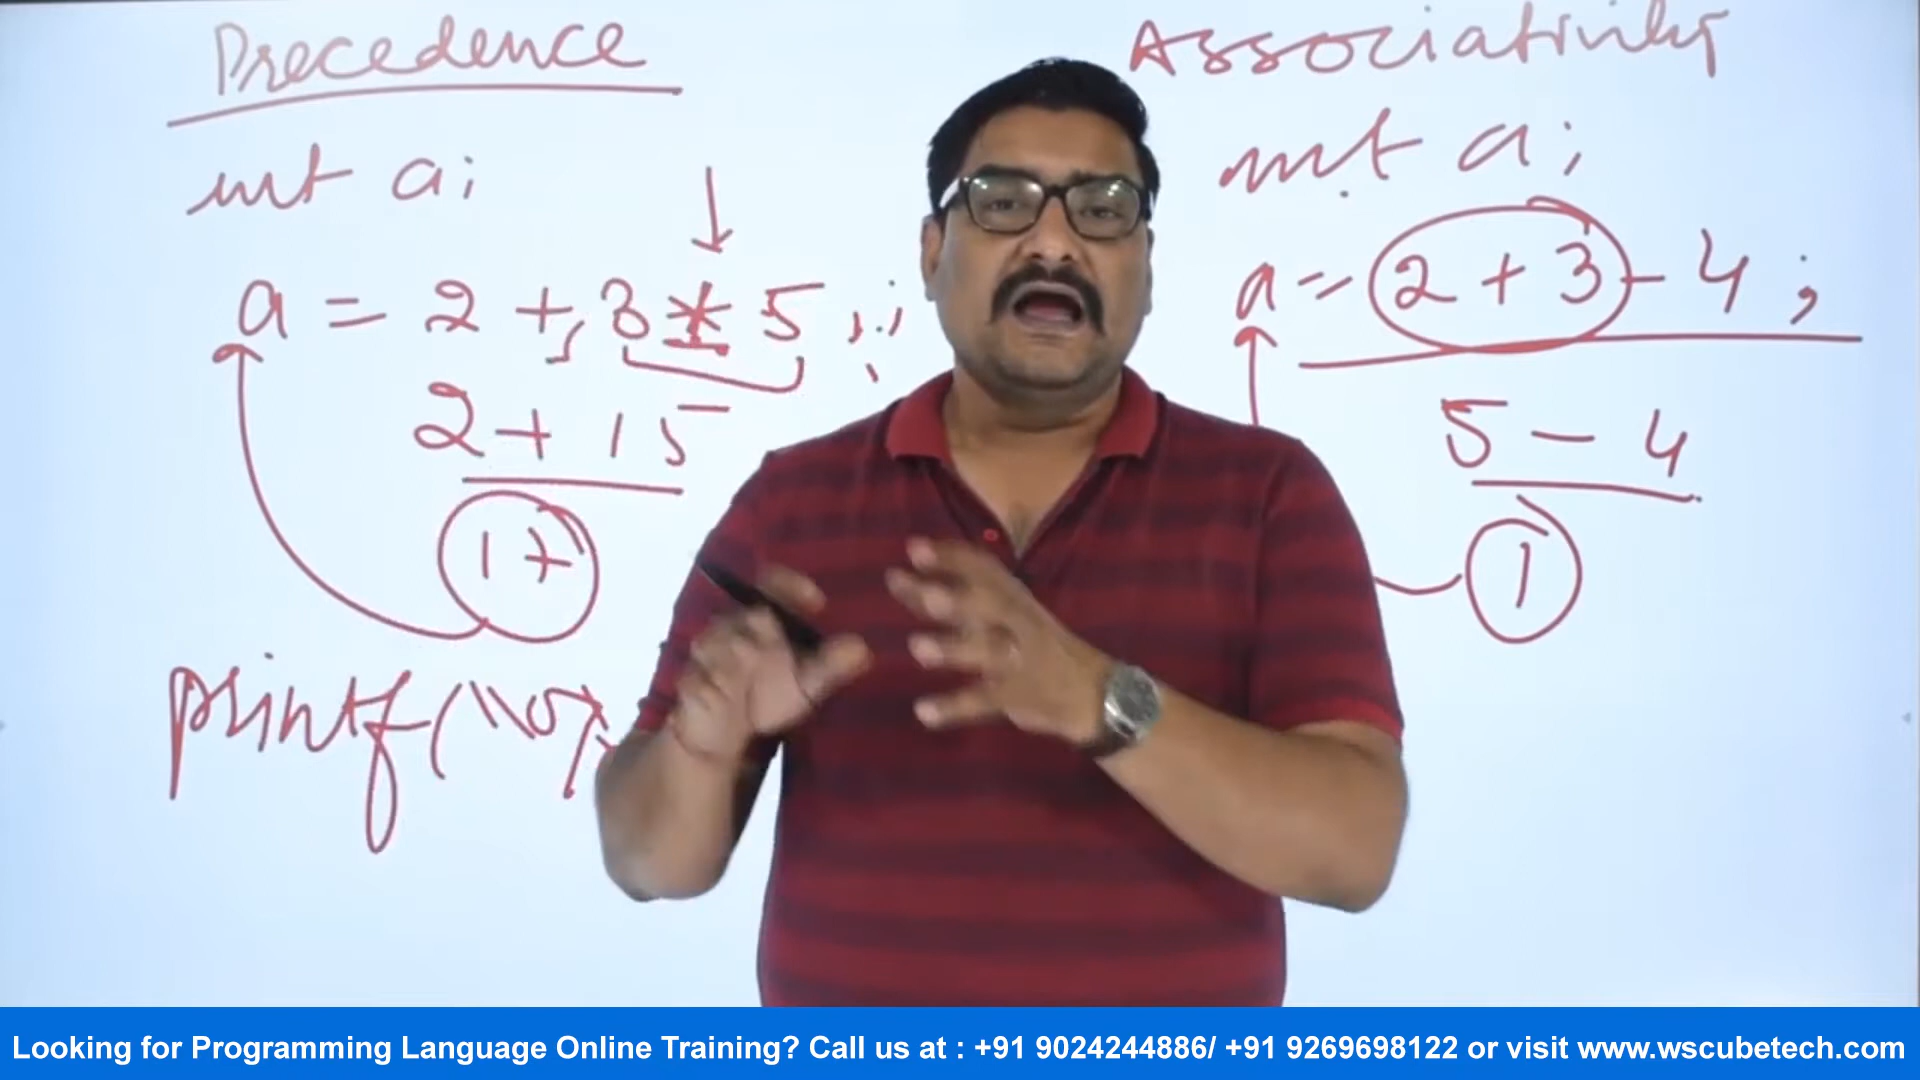 Precedence
int a;
a = 2 + 3 * 5 ;
2 + 15
17
printf("%
Associativity
int a;
a = 2 + 3 - 4 ;
5 - 4
1
Looking for Programming Language Online Training? Call us at : +91 9024244886/ +91 9269698122 or visit www.wscubetech.com